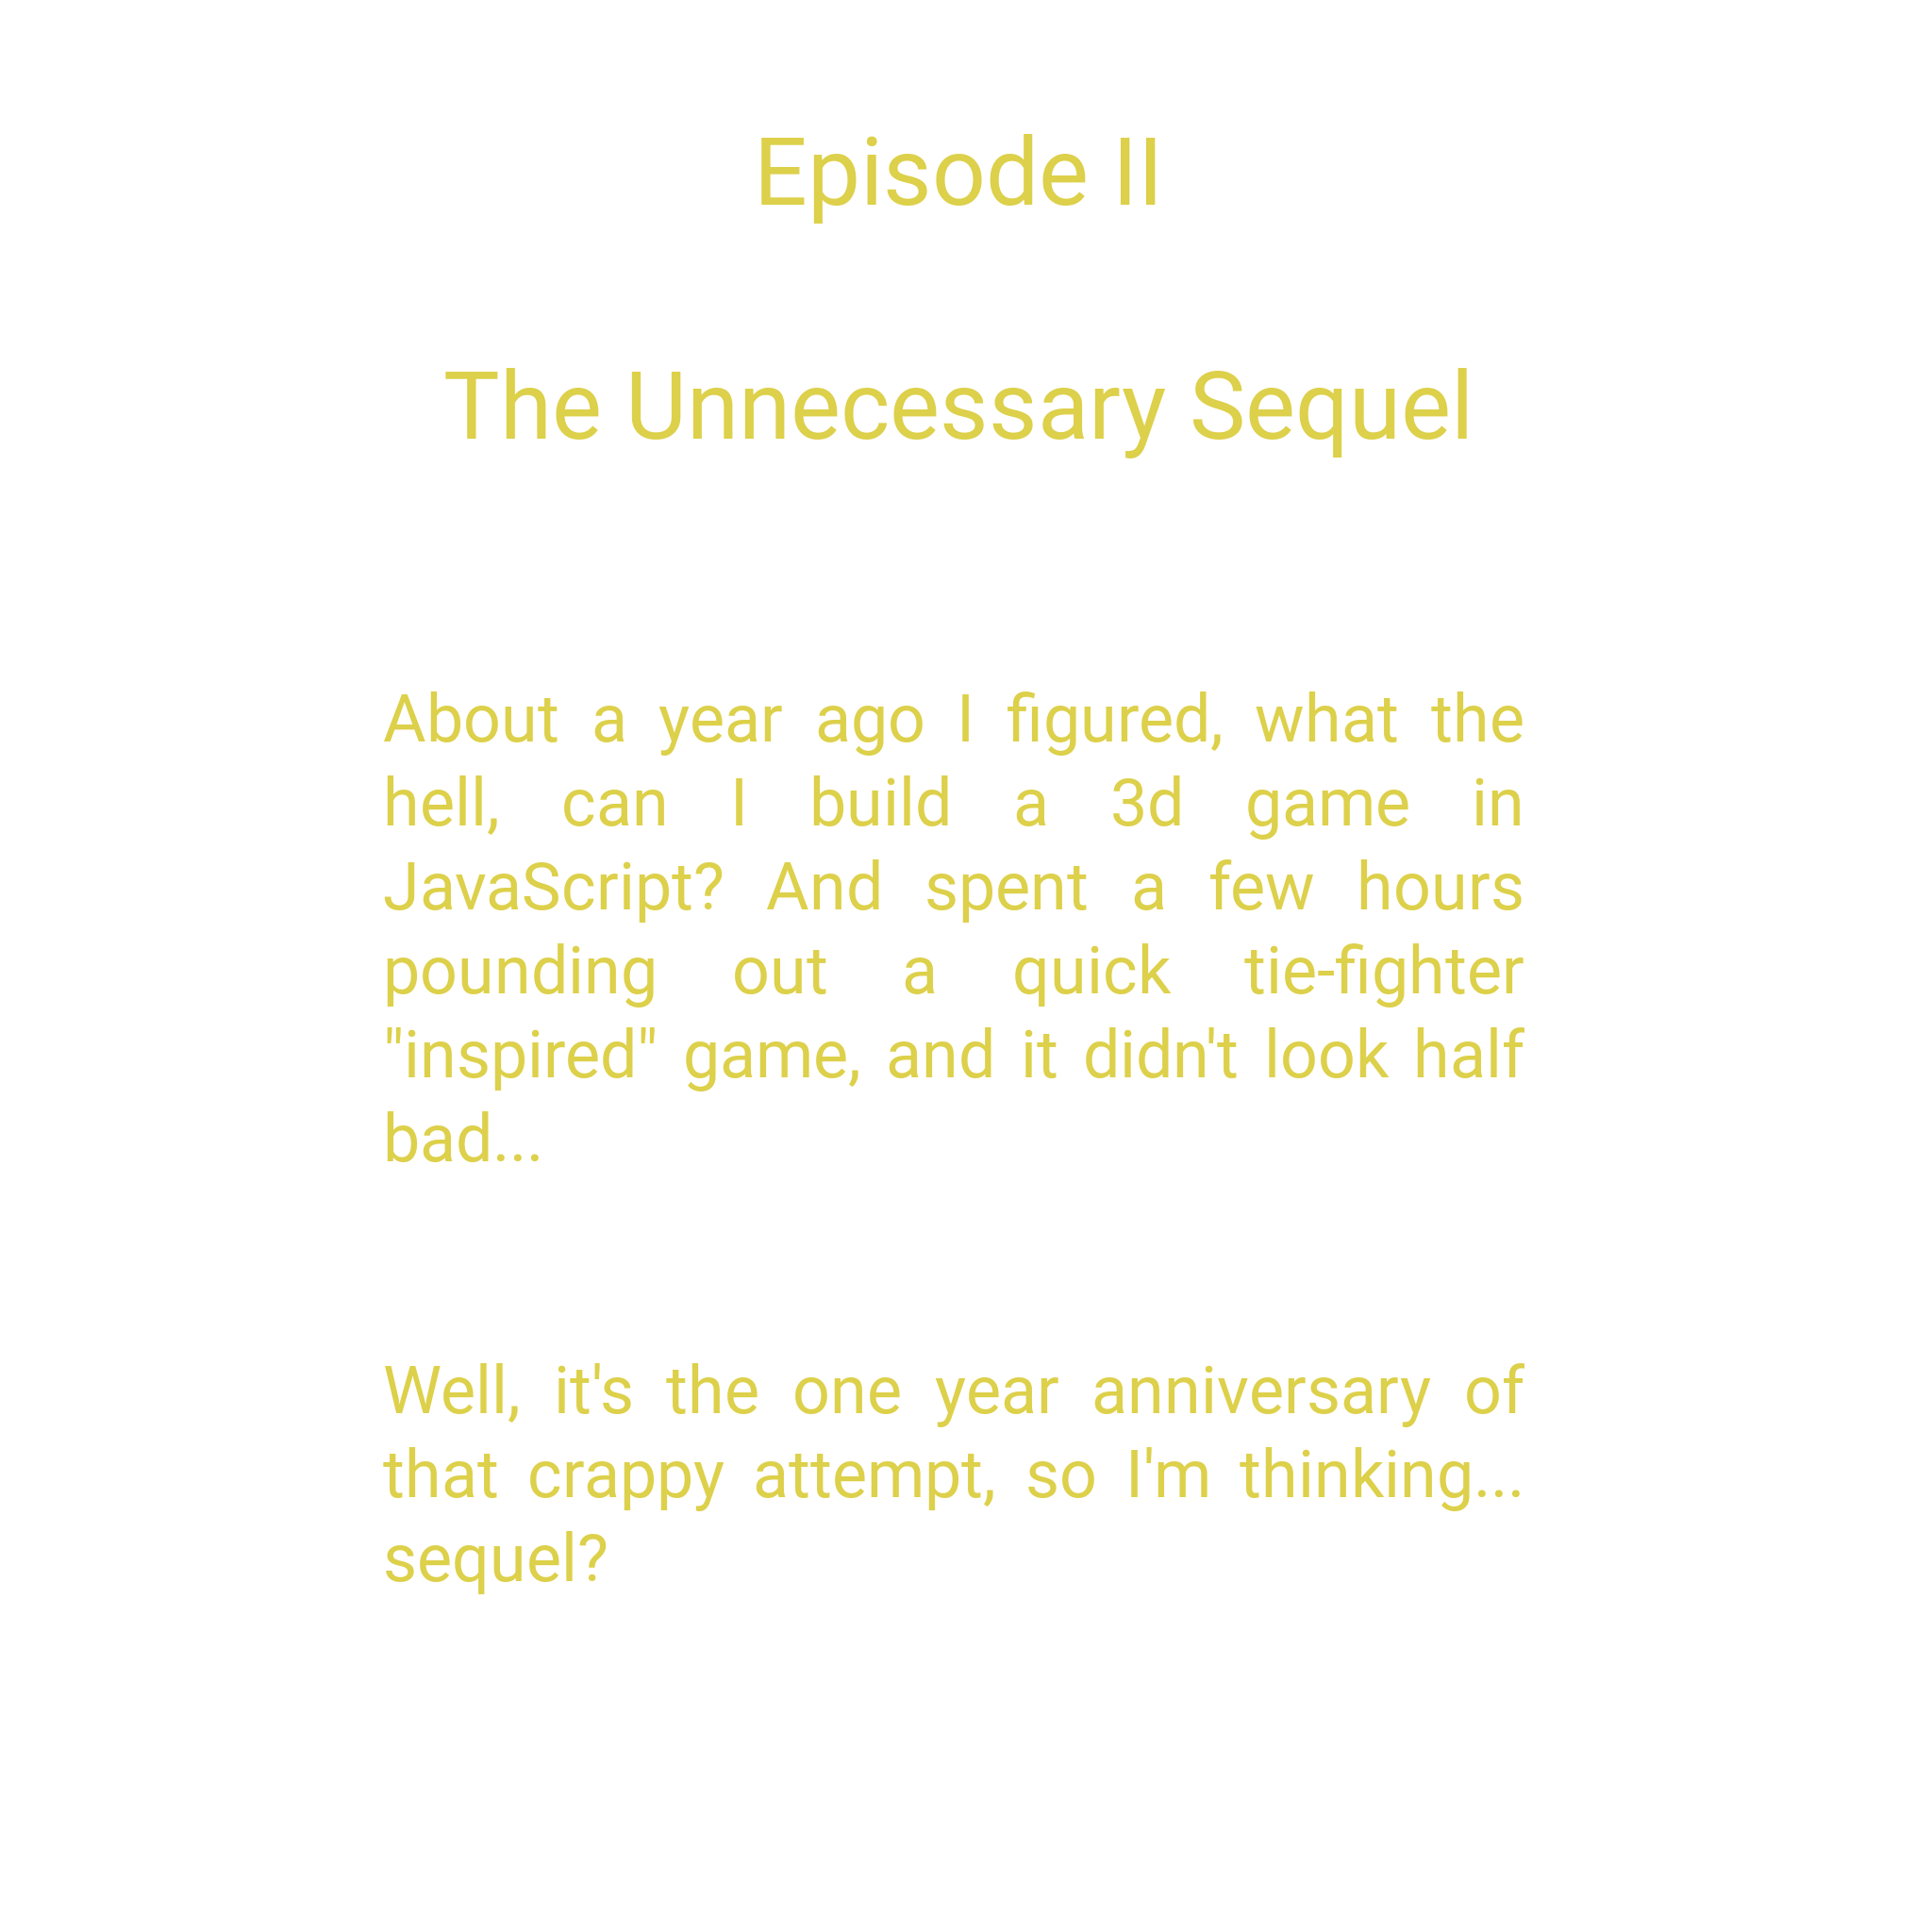 Episode II
The Unnecessary Sequel
About a year ago I figured, what the
hell, can I build a 3d game in
JavaScript? And spent a few hours
pounding out a quick tie-fighter
"inspired" game, and it didn't look half
bad...
Well, it's the one year anniversary of
that crappy attempt, so I'm thinking...
sequel?